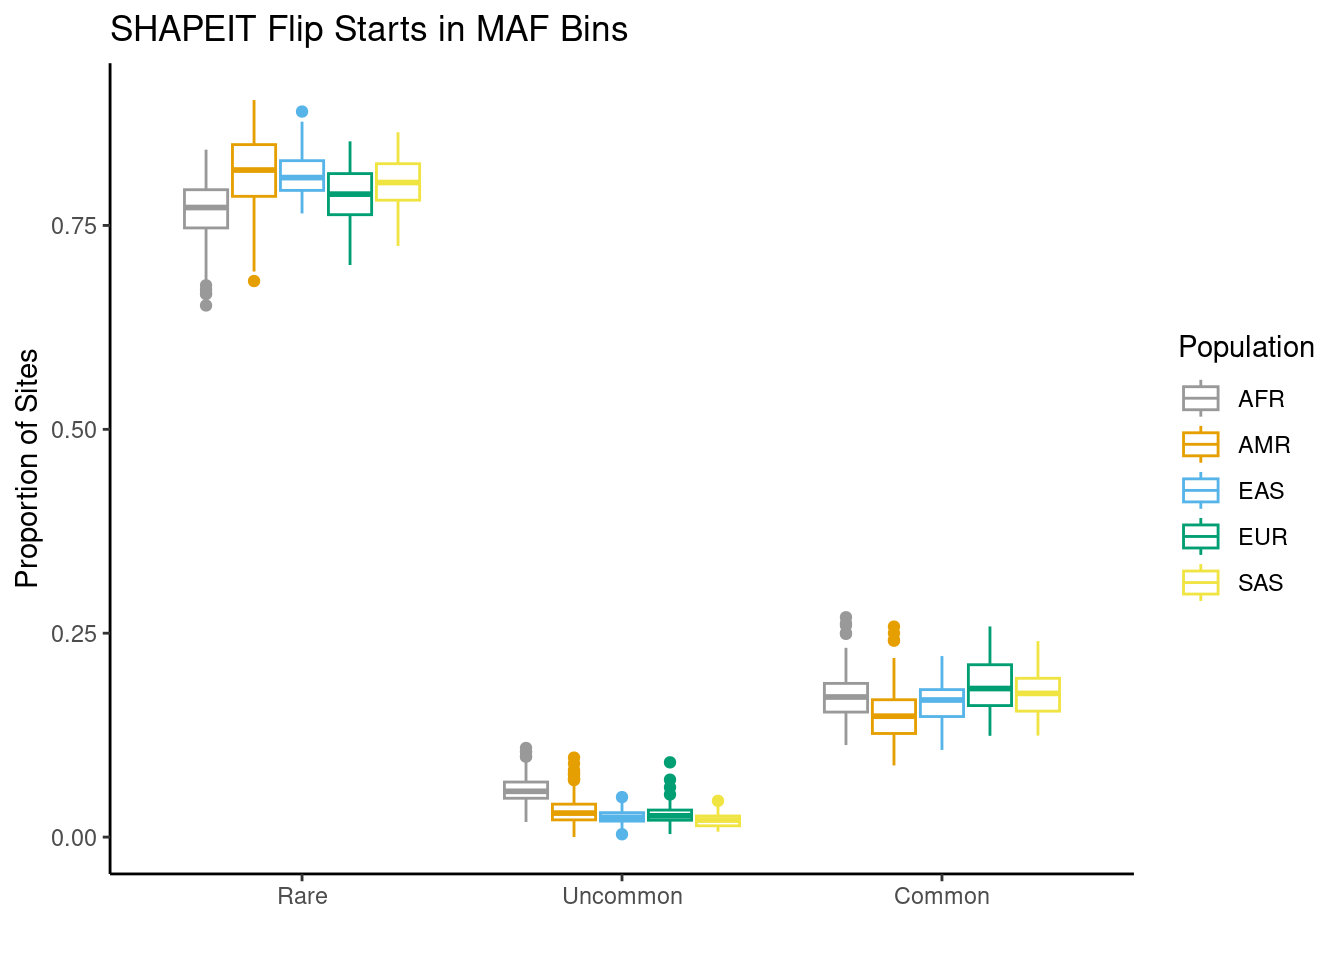 SHAPEIT Flip Starts in MAF Bins
Proportion of Sites
0.75
0.50
0.25
0.00
Rare
Uncommon
Common
Population
AFR
AMR
EAS
EUR
SAS